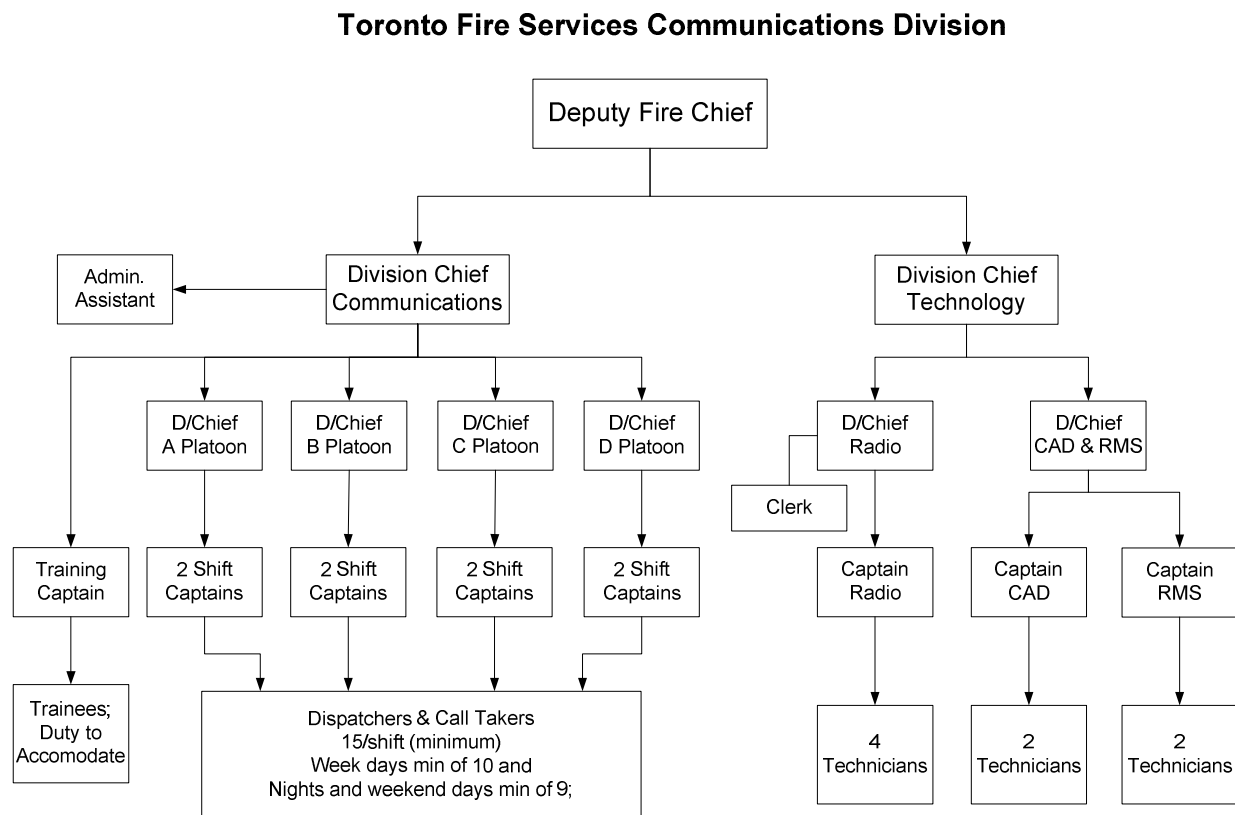 Toronto Fire Services Communications Division
Deputy Fire Chief
Admin.
Assistant
Division Chief
Communications
Division Chief
Technology
D/Chief
A Platoon
D/Chief
B Platoon
D/Chief
C Platoon
D/Chief
D Platoon
D/Chief
Radio
D/Chief
CAD & RMS
Clerk
Training
Captain
2 Shift
Captains
2 Shift
Captains
2 Shift
Captains
2 Shift
Captains
Captain
Radio
Captain
CAD
Captain
RMS
Trainees;
Duty to
Accomodate
Dispatchers & Call Takers
15/shift (minimum)
Week days min of 10 and
Nights and weekend days min of 9;
4
Technicians
2
Technicians
2
Technicians